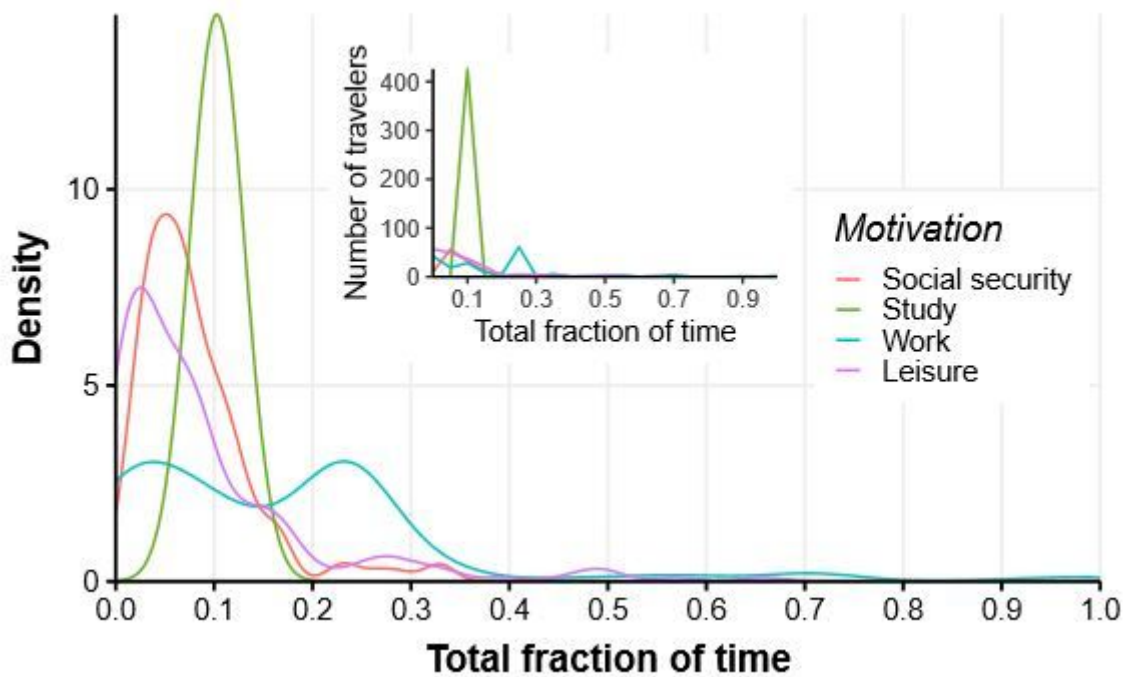 Density
10
5
0
0.0 0.1 0.2 0.3 0.4 0.5 0.6 0.7 0.8 0.9 1.0
Total fraction of time
Number of travelers
400
300
200
100
0
0.1 0.3 0.5 0.7 0.9
Total fraction of time
Motivation
Social security
Study
Work
Leisure